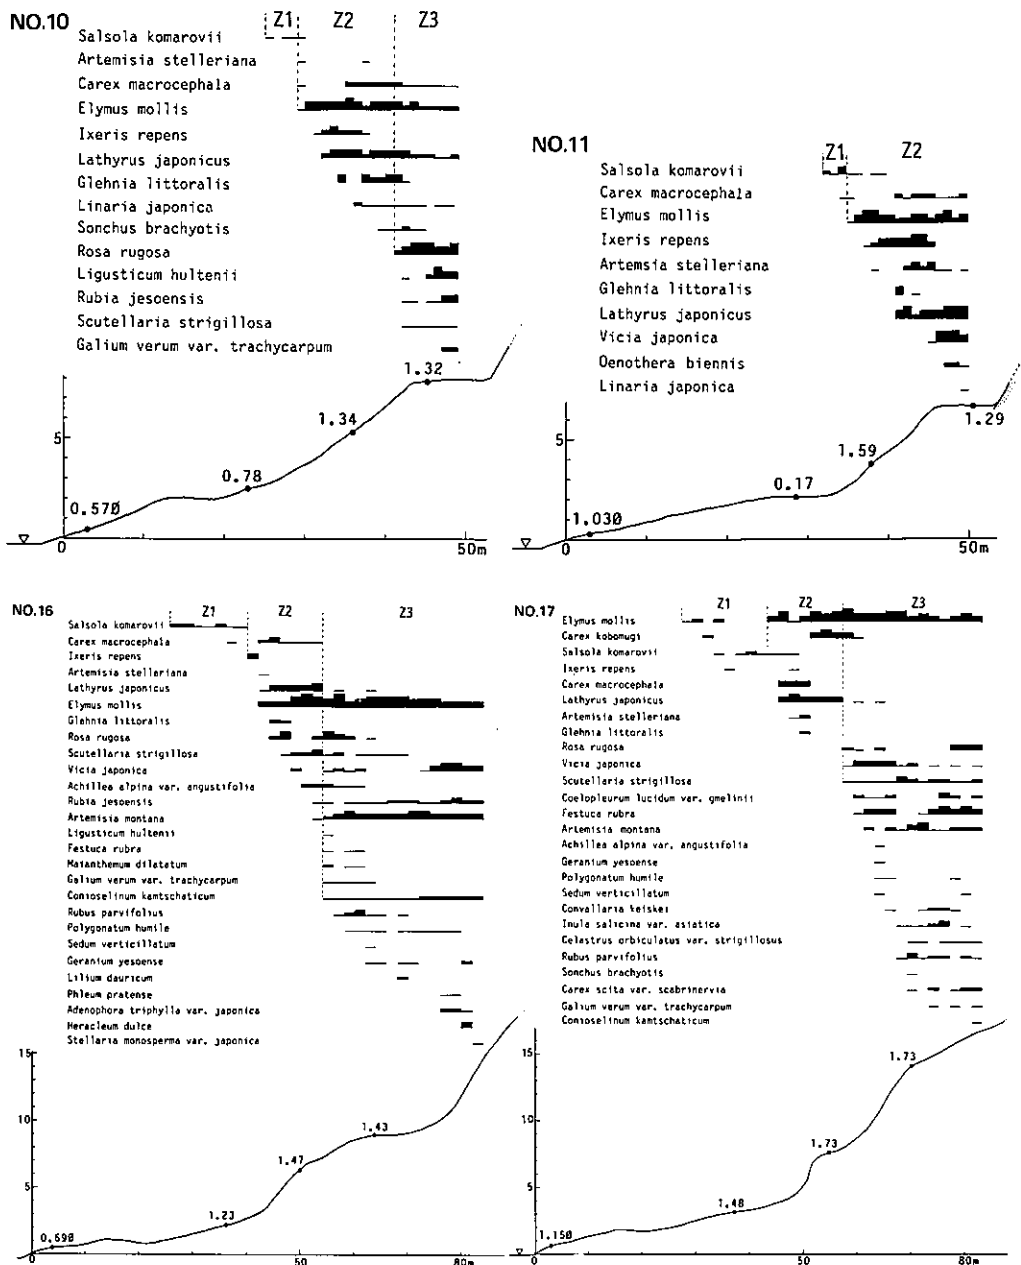 NO.10
Z1 Z2 Z3
Salsola komarovii
Artemisia stelleriana
Carex macrocephala
Elymus mollis
Ixeris repens
Lathyrus japonicus
Glehnia littoralis
Linaria japonica
Sonchus brachyotis
Rosa rugosa
Ligusticum hultenii
Rubia jesoensis
Scutellaria strigillosa
Galium verum var. trachycarpum
1.32
1.34
5
0.78
0.570
0 50m
NO.11
Z1 Z2
Salsola komarovii
Carex macrocephala
Elymus mollis
Ixeris repens
Artemsia stelleriana
Glehnia littoralis
Lathyrus japonicus
Vicia japonica
Oenothera biennis
Linaria japonica
1.29
5
1.59
0.17
1.030
0 50m
NO.16
Z1 Z2 Z3
Salsola komarovii
Carex macrocephala
Ixeris repens
Artemisia stelleriana
Lathyrus japonicus
Elymus mollis
Glehnia littoralis
Rosa rugosa
Scutellaria strigillosa
Vicia japonica
Achillea alpina var. angustifolia
Rubia jesoensis
Artemisia montana
Ligusticum hultenii
Festuca rubra
Maianthemum dilatatum
Galium verum var. trachycarpum
Conioselinum kamtschaticum
Rubus parvifolius
Polygonatum humile
Sedum verticillatum
Geranium yesoense
Lilium dauricum
Phleum pratense
Adenophora triphylla var. japonica
Heracleum dulce
Stellaria monosperma var. japonica
15
10
1.43
1.47
5
1.23
0.690
0 50 80m
NO.17
Z1 Z2 Z3
Elymus mollis
Carex kobomugi
Salsola komarovii
Ixeris repens
Carex macrocephala
Lathyrus japonicus
Artemisia stelleriana
Glehnia littoralis
Rosa rugosa
Vicia japonica
Scutellaria strigillosa
Coelopleurum lucidum var. gmelinii
Festuca rubra
Artemisia montana
Achillea alpina var. angustifolia
Geranium yesoense
Polygonatum humile
Sedum verticillatum
Convallaria keiskei
Inula salicina var. asiatica
Celastrus orbiculatus var. strigillosus
Rubus parvifolius
Sonchus brachyotis
Carex scita var. scabrinervia
Galium verum var. trachycarpum
Conioselinum kamtschaticum
15
1.73
10
1.73
5
1.48
1.150
0 50 80m